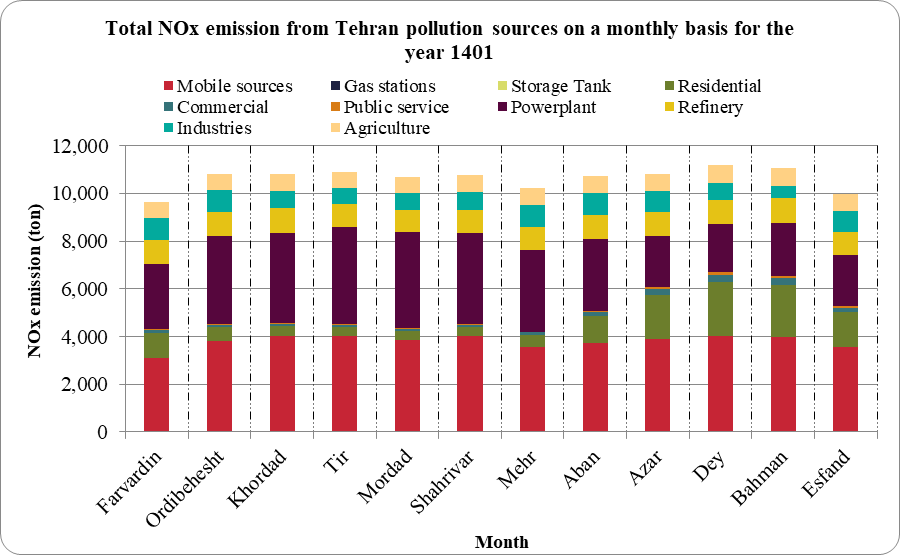 Total NOx emission from Tehran pollution sources on a monthly basis for the
year 1401
Mobile sources Gas stations Storage Tank Residential
Commercial Public service Powerplant Refinery
Industries Agriculture
12,000
10,000
8,000
6,000
4,000
2,000
0
NOx emission (ton)
Farvardin Ordibehesht Khordad Tir Mordad Shahrivar Mehr Aban Azar Dey Bahman Esfand
Month